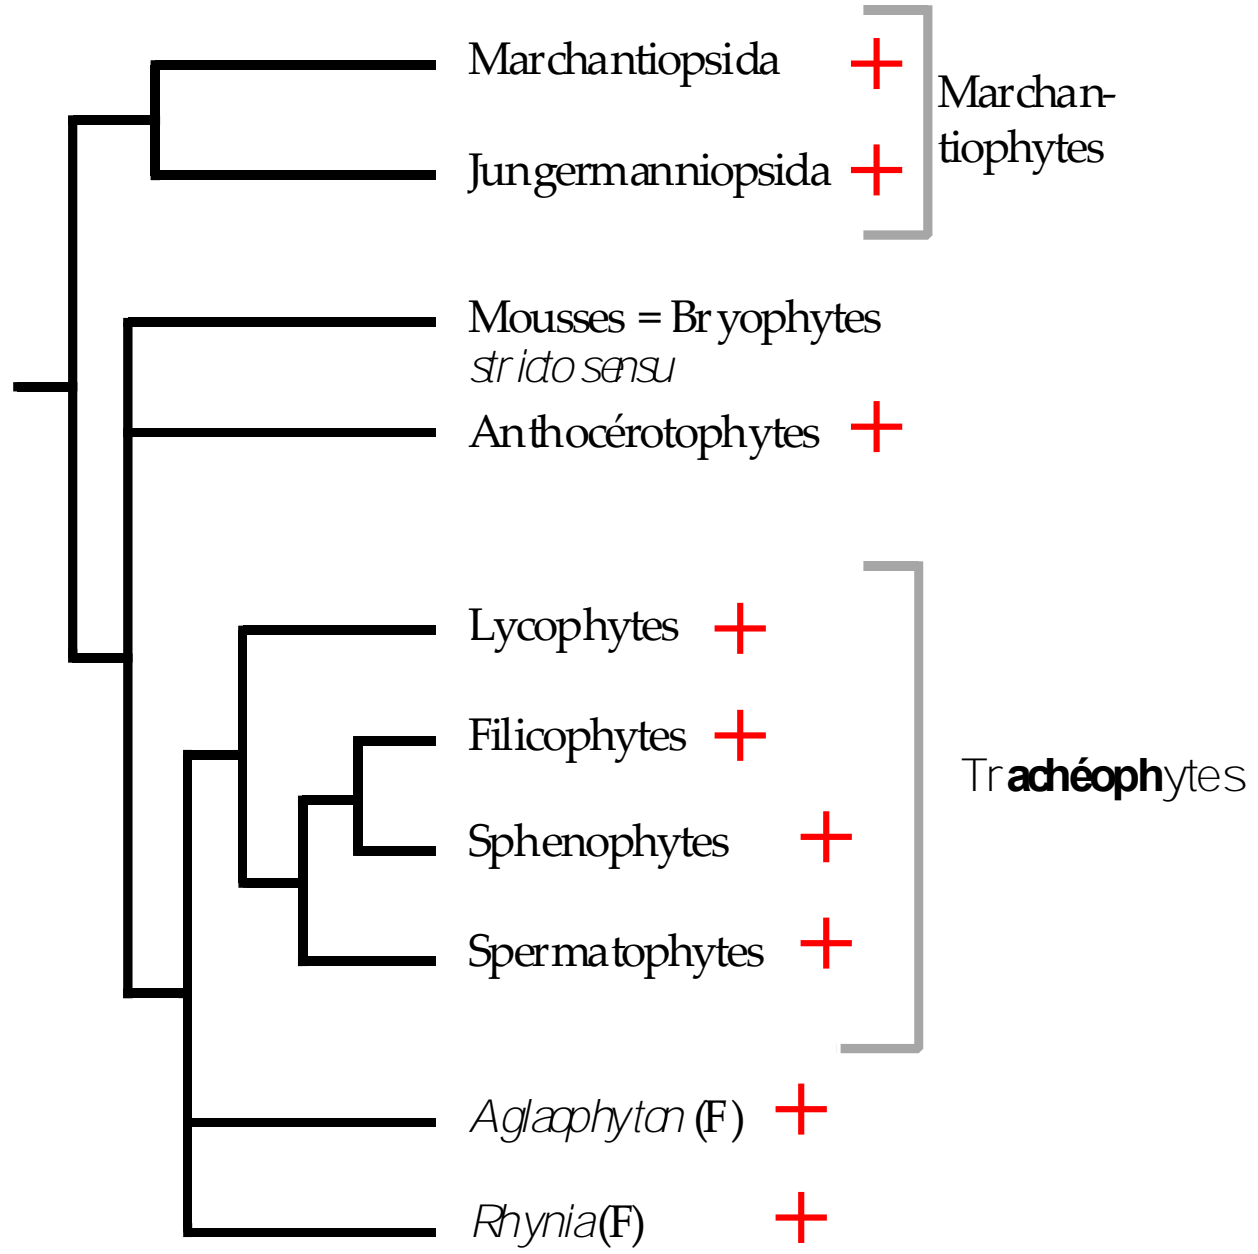 Marchantiopsida
Marchan-
tiophytes
Jungermanniopsida
Mousses = Bryophytes
stricto sensu
Anthocérotophytes
Lycophytes
Filicophytes
Trachéophytes
Sphenophytes
Spermatophytes
Aglaophyton (F)
Rhynia (F)